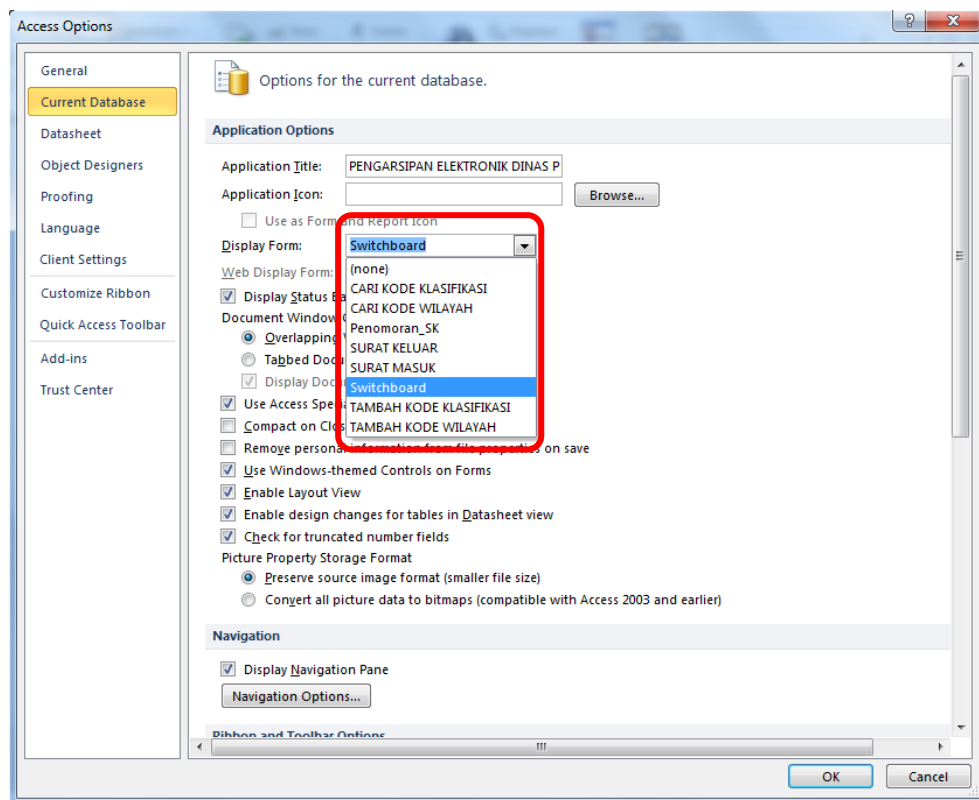 Access Options
General
Current Database
Datasheet
Object Designers
Proofing
Language
Client Settings
Customize Ribbon
Quick Access Toolbar
Add-ins
Trust Center
Options for the current database.
Application Options
Application Title: PENGARSIPAN ELEKTRONIK DINAS P
Application Icon: Browse...
Use as Form and Report Icon
Display Form: Switchboard
Web Display Form:
(none)
CARI KODE KLASIFIKASI
CARI KODE WILAYAH
Penomoran_SK
SURAT KELUAR
SURAT MASUK
Switchboard
TAMBAH KODE KLASIFIKASI
TAMBAH KODE WILAYAH
Display Status
Document Window
Overlapping
Tabbed
Display
Use Access
Compact on
Remove personal information from file properties on save
Use Windows-themed Controls on Forms
Enable Layout View
Enable design changes for tables in Datasheet view
Check for truncated number fields
Picture Property Storage Format
Preserve source image format (smaller file size)
Convert all picture data to bitmaps (compatible with Access 2003 and earlier)
Navigation
Display Navigation Pane
Navigation Options...
Ribbon and Toolbar Options
OK Cancel